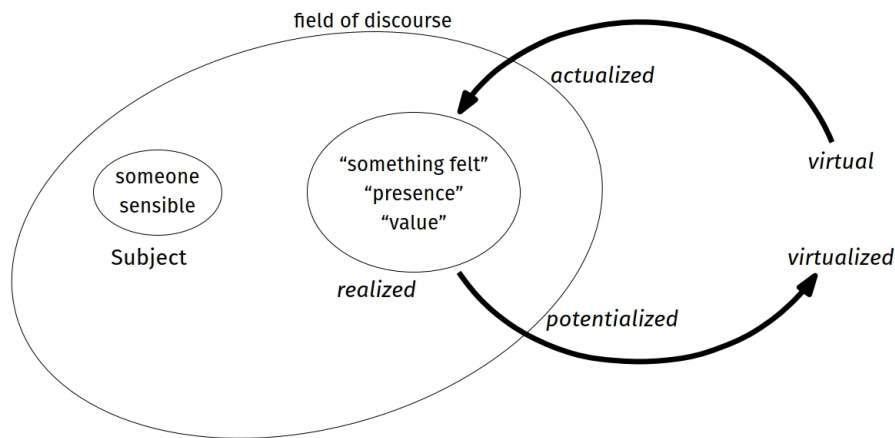 field of discourse
actualized
“something felt”
“presence”
“value”
someone
sensible
Subject
realized
virtual
virtualized
potentialized